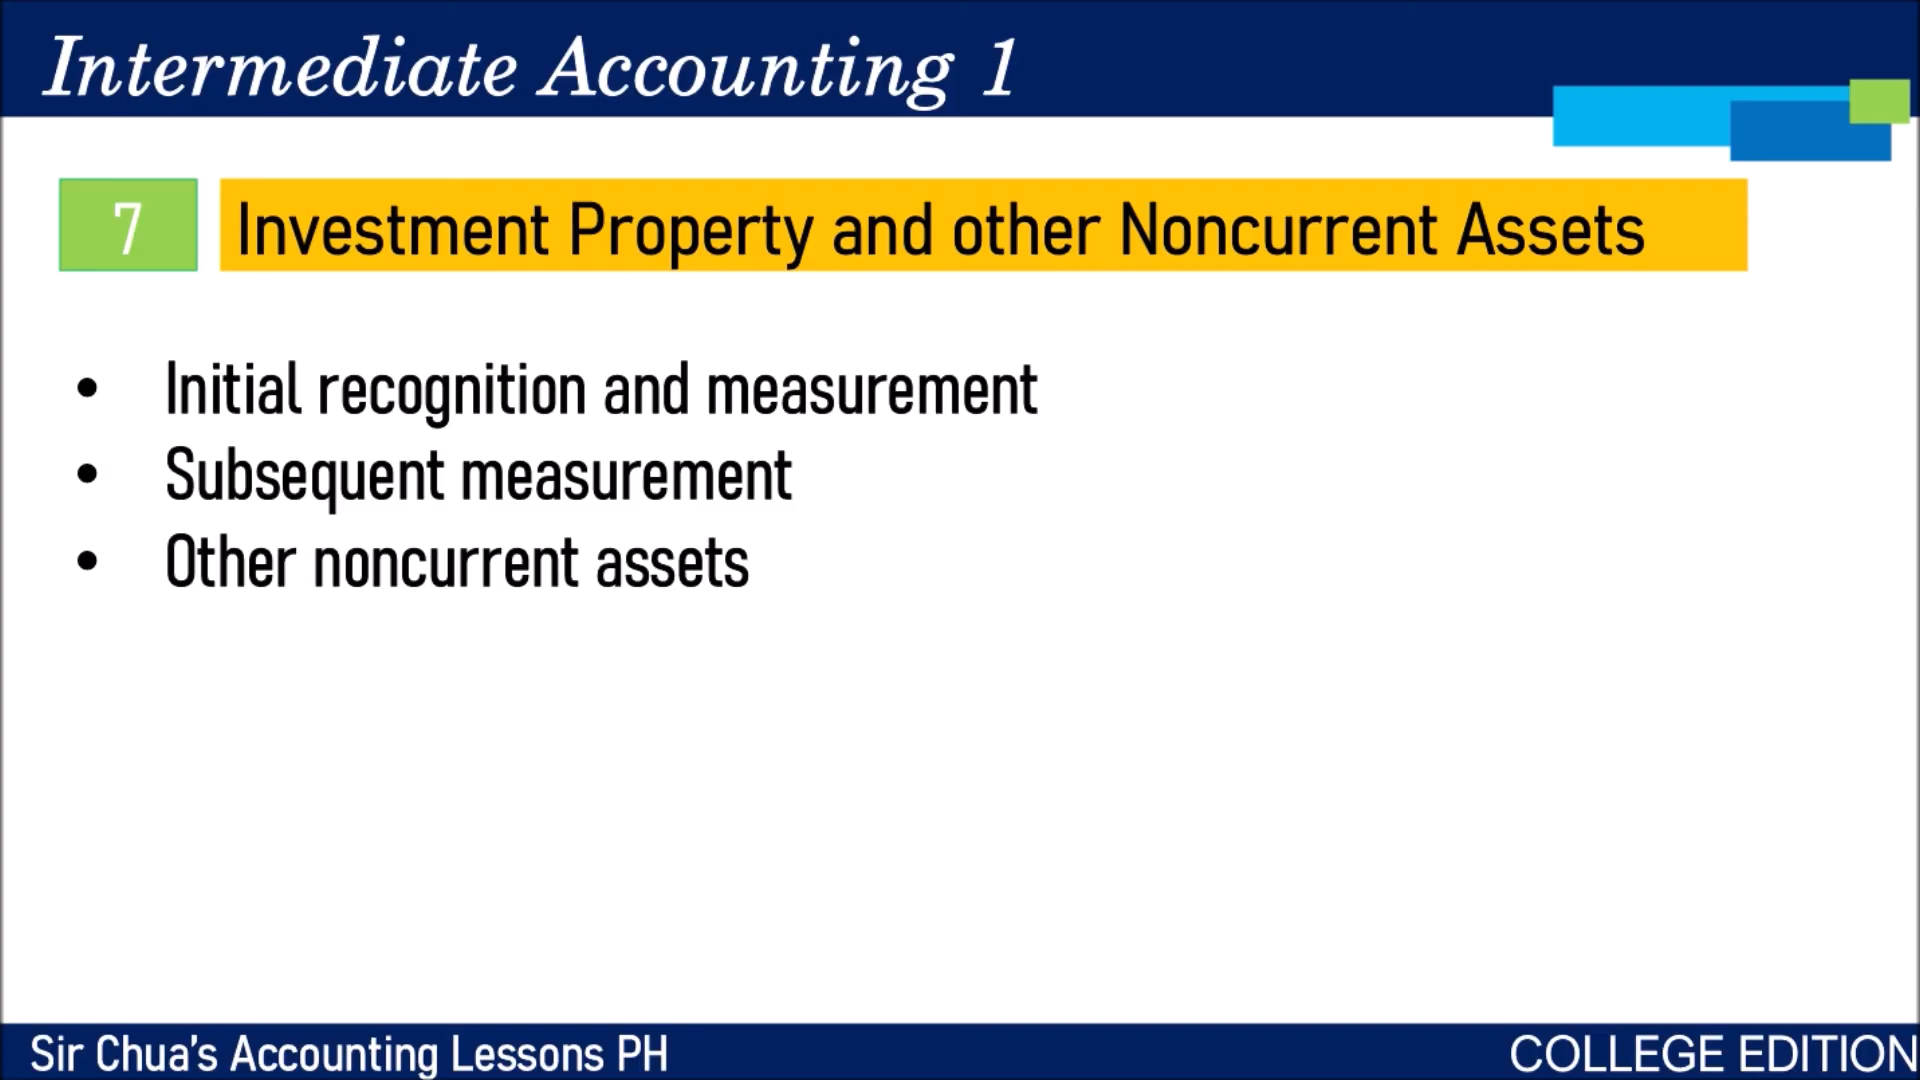 Intermediate Accounting 1
7 Investment Property and other Noncurrent Assets
• Initial recognition and measurement
• Subsequent measurement
• Other noncurrent assets
Sir Chua's Accounting Lessons PH COLLEGE EDITION